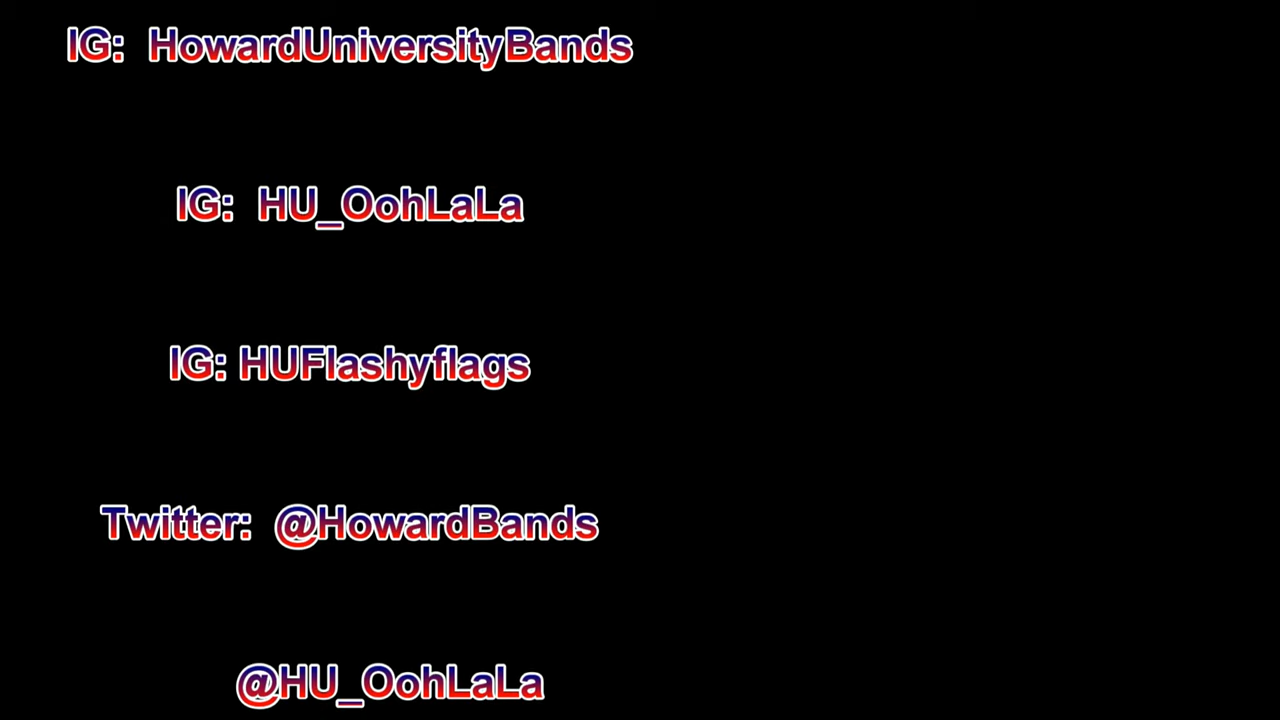 IG:  HowardUniversityBands
IG:  HU_OohLaLa
IG: HUFlashyflags
Twitter:  @HowardBands
@HU_OohLaLa